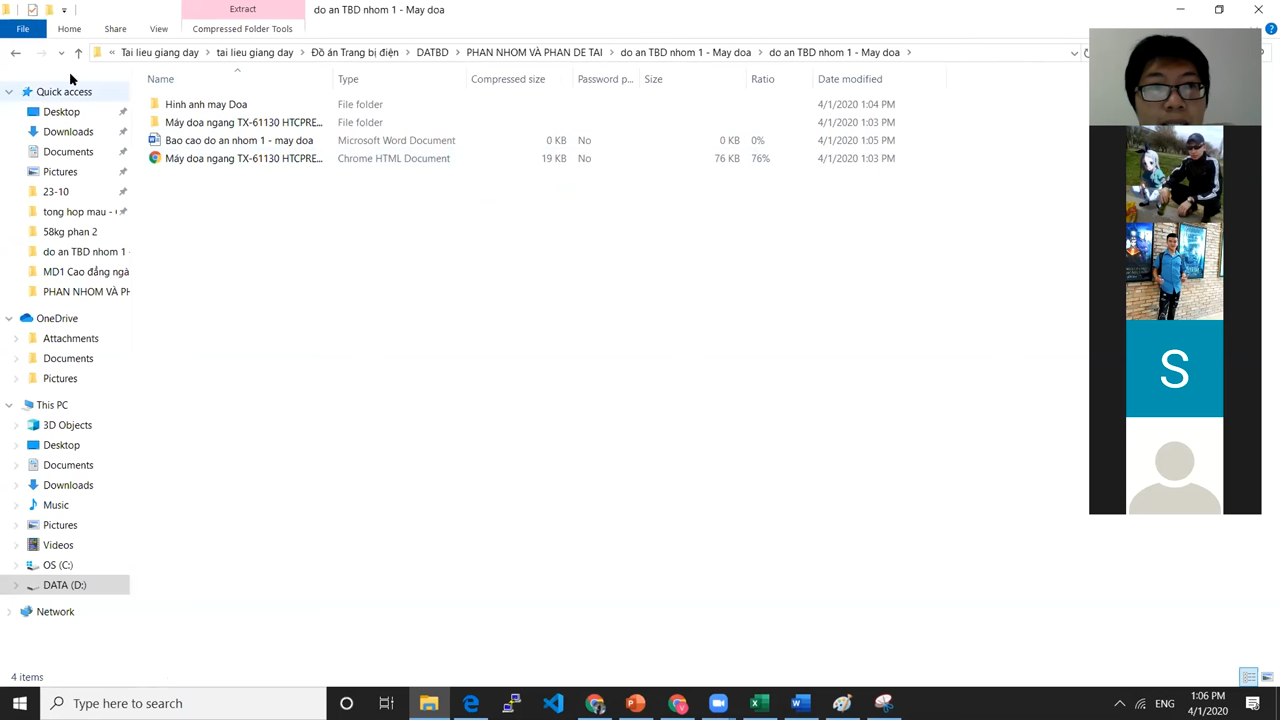 Extract
do an TBD nhom 1 - May doa
File Home Share View Compressed Folder Tools
« Tai lieu giang day > tai lieu giang day > Đồ án Trang bị điện > DATBD > PHAN NHOM VÀ PHAN DE TAI > do an TBD nhom 1 - May doa > do an TBD nhom 1 - May doa >
Name Type Compressed size Password p... Size Ratio Date modified
Hinh anh may Doa File folder 4/1/2020 1:04 PM
Máy doa ngang TX-61130 HTCPRE... File folder 4/1/2020 1:03 PM
Bao cao do an nhom 1 - may doa Microsoft Word Document 0 KB No 0 KB 0% 4/1/2020 1:05 PM
Máy doa ngang TX-61130 HTCPRE... Chrome HTML Document 19 KB No 76 KB 76% 4/1/2020 1:03 PM
Quick access
Desktop
Downloads
Documents
Pictures
23-10
tong hop mau -
58kg phan 2
do an TBD nhom 1 -
MD1 Cao đẳng ngà
PHAN NHOM VÀ PH
OneDrive
Attachments
Documents
Pictures
This PC
3D Objects
Desktop
Documents
Downloads
Music
Pictures
Videos
OS (C:)
DATA (D:)
Network
S
4 items
Type here to search
ENG
1:06 PM
4/1/2020